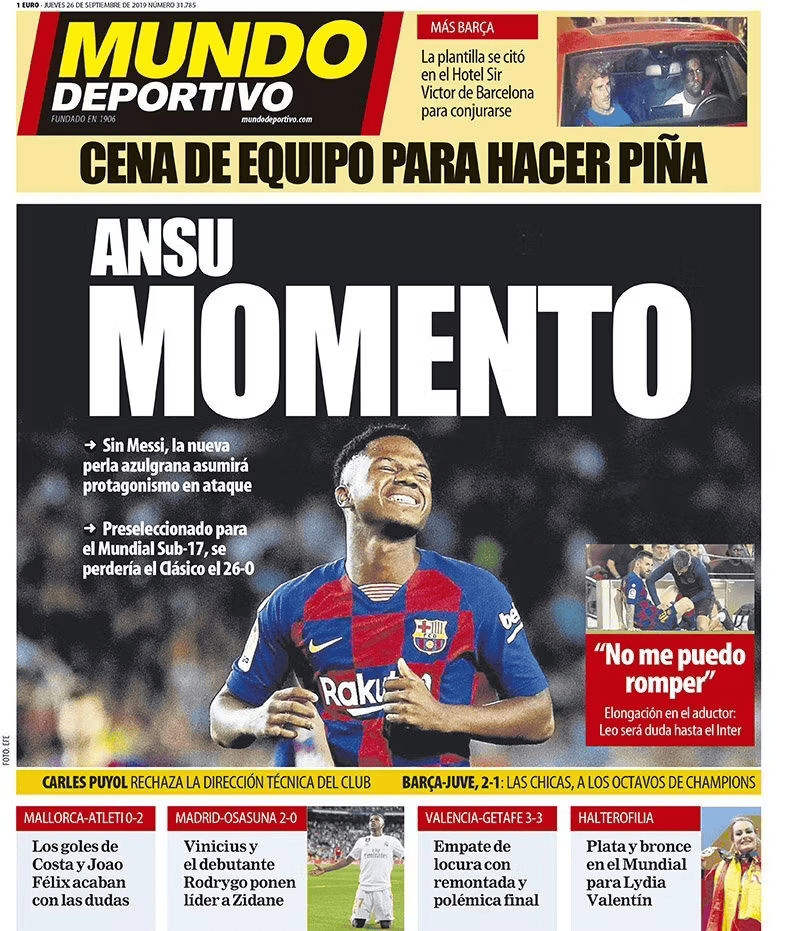 1 EURO · JUEVES 26 DE SEPTIEMBRE DE 2019 NÚMERO 31.785
MUNDO
DEPORTIVO
FUNDADO EN 1906
mundodeportivo.com
MÁS BARÇA
La plantilla se citó
en el Hotel Sir
Victor de Barcelona
para conjurarse
CENA DE EQUIPO PARA HACER PIÑA
ANSU
MOMENTO
→ Sin Messi, la nueva
perla azulgrana asumirá
protagonismo en ataque
→ Preseleccionado para
el Mundial Sub-17, se
perdería el Clásico el 26-O
FCB
beko
Rakuten
“No me puedo
romper”
Elongación en el aductor:
Leo será duda hasta el Inter
FOTO: EFE
CARLES PUYOL RECHAZA LA DIRECCIÓN TÉCNICA DEL CLUB
BARÇA-JUVE, 2-1: LAS CHICAS, A LOS OCTAVOS DE CHAMPIONS
MALLORCA-ATLETI 0-2
Los goles de
Costa y Joao
Félix acaban
con las dudas
MADRID-OSASUNA 2-0
Vinicius y
el debutante
Rodrygo ponen
líder a Zidane
VALENCIA-GETAFE 3-3
Empate de
locura con
remontada y
polémica final
HALTEROFILIA
Plata y bronce
en el Mundial
para Lydia
Valentín